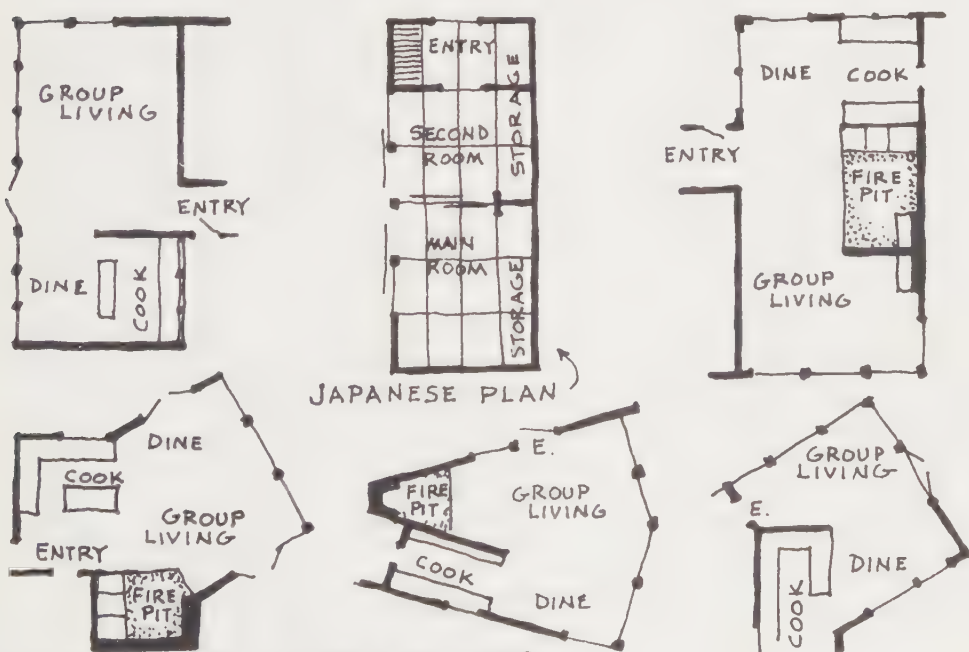 GROUP
LIVING
ENTRY
DINE
COOK
ENTRY
STORAGE
SECOND
ROOM
MAIN
ROOM
STORAGE
JAPANESE PLAN
DINE
COOK
ENTRY
FIRE
PIT
GROUP
LIVING
DINE
COOK
GROUP
LIVING
ENTRY
FIRE
PIT
E.
FIRE
PIT
GROUP
LIVING
COOK
DINE
GROUP
LIVING
E.
DINE
COOK